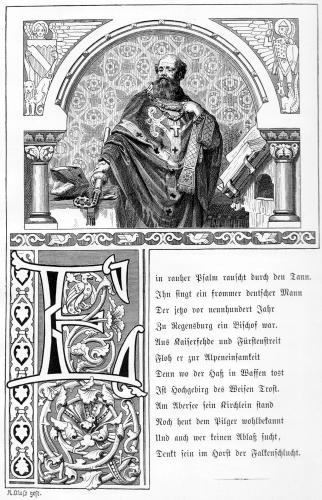 Ein rauher Psalm rauscht durch den Tann.
Ihn singt ein frommer deutscher Mann
Der jetzo vor neunhundert Jahr
Zu Regensburg ein Bischof war.
Aus Kaiserfehde und Fürstenstreit
Floh er zur Alpeneinsamkeit
Denn wo der Haß in Waffen tost
Ist Hochgebirg des Weisen Trost.
Am Abersee sein Kirchlein stand
Noch heut dem Pilger wohlbekannt
Und auch wer keinen Ablaß sucht,
Denkt sein im Horst der Falkenschlucht.